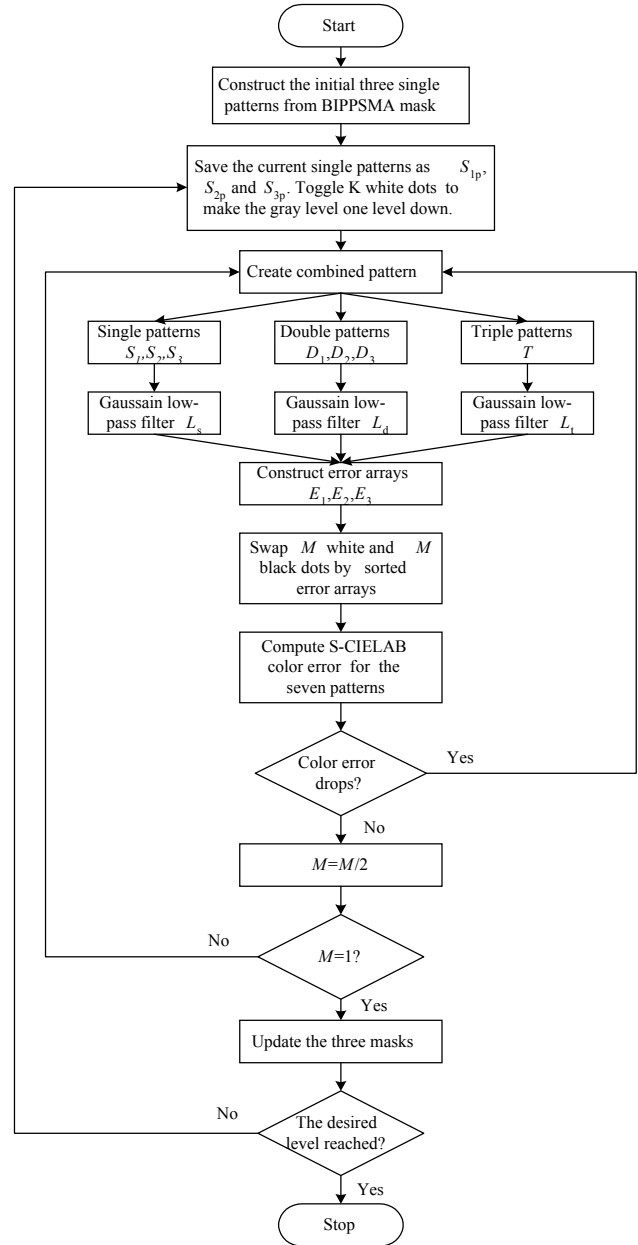 Start
Construct the initial three single
patterns from BIPPSMA mask
Save the current single patterns as S1p,
S2p and S3p. Toggle K white dots to
make the gray level one level down.
Create combined pattern
Single patterns
S1,S2,S3
Double patterns
D1,D2,D3
Triple patterns
T
Gaussain low-
pass filter Ls
Gaussain low-
pass filter Ld
Gaussain low-
pass filter Lt
Construct error arrays
E1,E2,E3
Swap M white and M
black dots by sorted
error arrays
Compute S-CIELAB
color error for the
seven patterns
Color error
drops?
Yes
No
M=M/2
No
M=1?
Yes
Update the three masks
No
The desired
level reached?
Yes
Stop